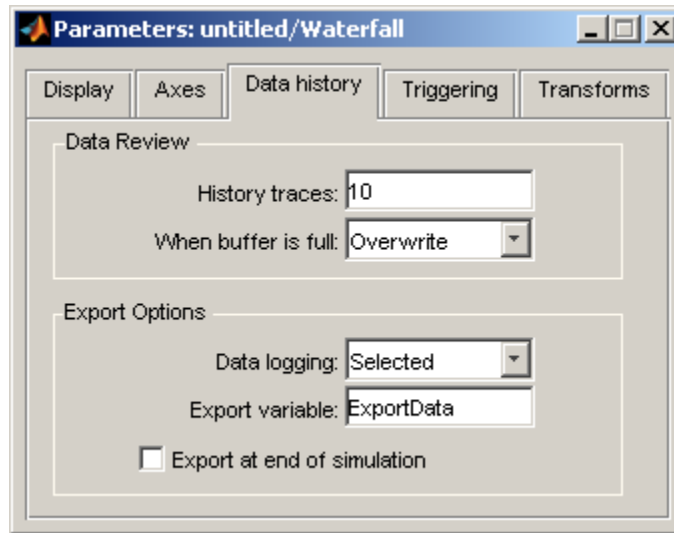 Parameters: untitled/Waterfall
Display Axes Data history Triggering Transforms
Data Review
History traces: 10
When buffer is full: Overwrite
Export Options
Data logging: Selected
Export variable: ExportData
Export at end of simulation